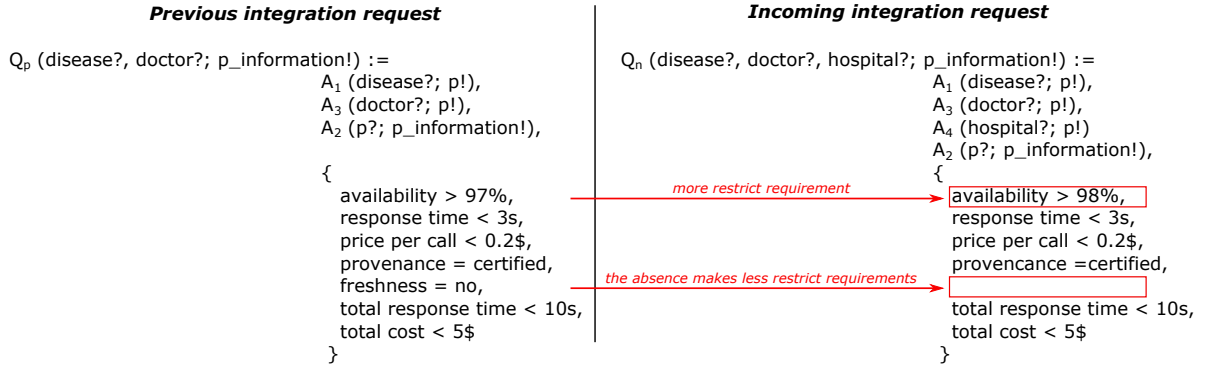 Previous integration request
Qp (disease?, doctor?; p_information!) :=
A1 (disease?; p!),
A3 (doctor?; p!),
A2 (p?; p_information!),
{
availability > 97%,
response time < 3s,
price per call < 0.2$,
provenance = certified,
freshness = no,
total response time < 10s,
total cost < 5$
}
more restrict requirement
the absence makes less restrict requirements
Incoming integration request
Qn (disease?, doctor?, hospital?; p_information!) :=
A1 (disease?; p!),
A3 (doctor?; p!),
A4 (hospital?; p!)
A2 (p?; p_information!),
{
availability > 98%,
response time < 3s,
price per call < 0.2$,
provencance =certified,
total response time < 10s,
total cost < 5$
}